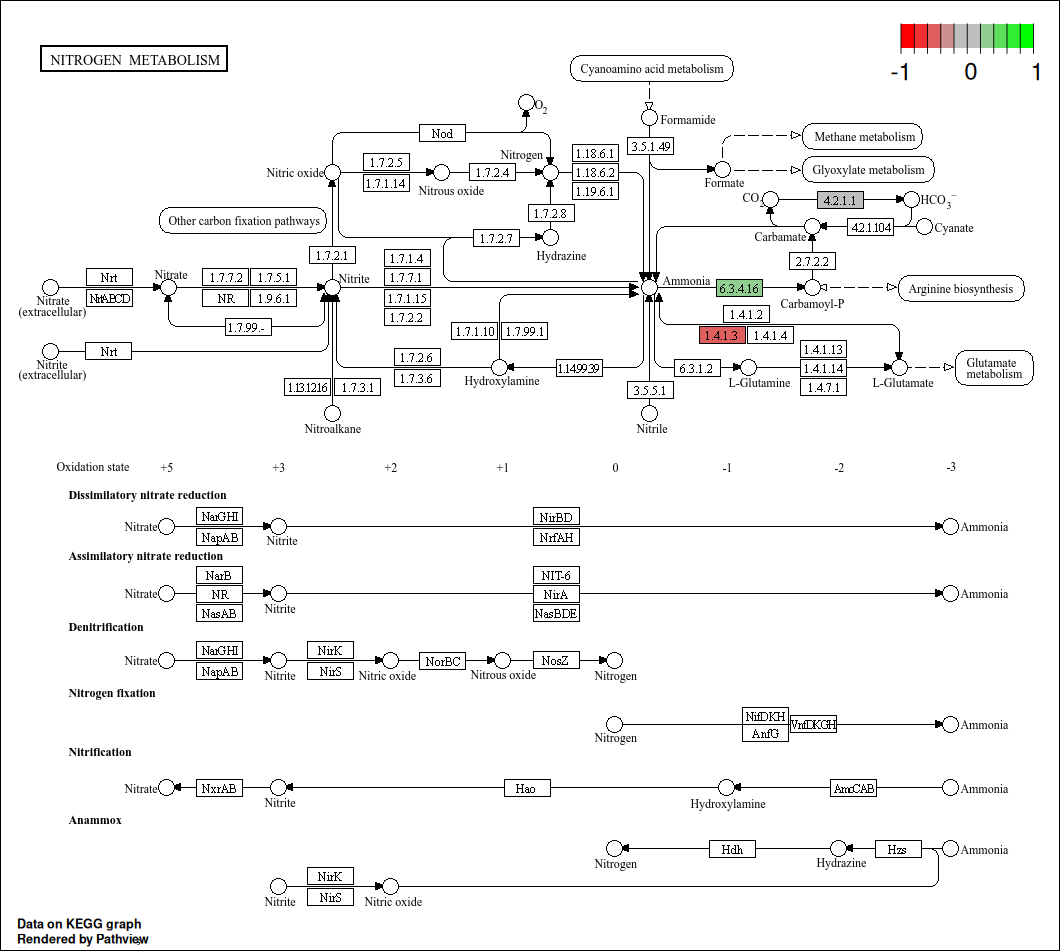 NITROGEN METABOLISM
-1 0 1
Cyanoamino acid metabolism
O2
Formamide
Nod
3.5.1.49
Methane metabolism
Nitrogen
1.18.6.1
1.7.2.5
Nitric oxide
1.7.2.4
1.18.6.2
Glyoxylate metabolism
1.7.1.14
Nitrous oxide
1.19.6.1
Formate
CO2
4.2.1.1
HCO3−
1.7.2.8
Other carbon fixation pathways
4.2.1.104
Cyanate
Carbamate
1.7.2.7
Hydrazine
1.7.2.1
1.7.1.4
2.7.2.2
Nrt
Nitrate
1.7.7.2
1.7.5.1
Nitrite
1.7.7.1
Ammonia
6.3.4.16
Arginine biosynthesis
Nitrate
(extracellular)
NrtABCD
NR
1.9.6.1
1.7.1.15
Carbamoyl-P
1.7.2.2
1.4.1.2
1.7.99.-
1.7.1.10
1.7.99.1
1.4.1.3
1.4.1.4
Nrt
Nitrite
(extracellular)
1.7.2.6
1.4.1.13
1.7.3.6
Hydroxylamine
1.14.99.39
6.3.1.2
L-Glutamine
1.4.1.14
L-Glutamate
Glutamate
metabolism
1.13.12.16
1.7.3.1
3.5.5.1
1.4.7.1
Nitroalkane
Nitrile
Oxidation state +5 +3 +2 +1 0 -1 -2 -3
Dissimilatory nitrate reduction
NarGHI NirBD
Nitrate Nitrite Ammonia
NapAB NrfAH
Assimilatory nitrate reduction
NarB NIT-6
Nitrate NR Nitrite NirA Ammonia
NasAB NasBDE
Denitrification
NarGHI NirK
Nitrate Nitrite Nitric oxide NorBC Nitrous oxide NosZ Nitrogen
NapAB NirS
Nitrogen fixation
NifDKH VnfDKGH
Nitrogen AnfG Ammonia
Nitrification
Nitrate NxrAB Nitrite Hao Hydroxylamine AmoCAB Ammonia
Anammox
Nitrogen Hdh Hydrazine Hzs Ammonia
NirK
Nitrite NirS Nitric oxide
Data on KEGG graph
Rendered by Pathview